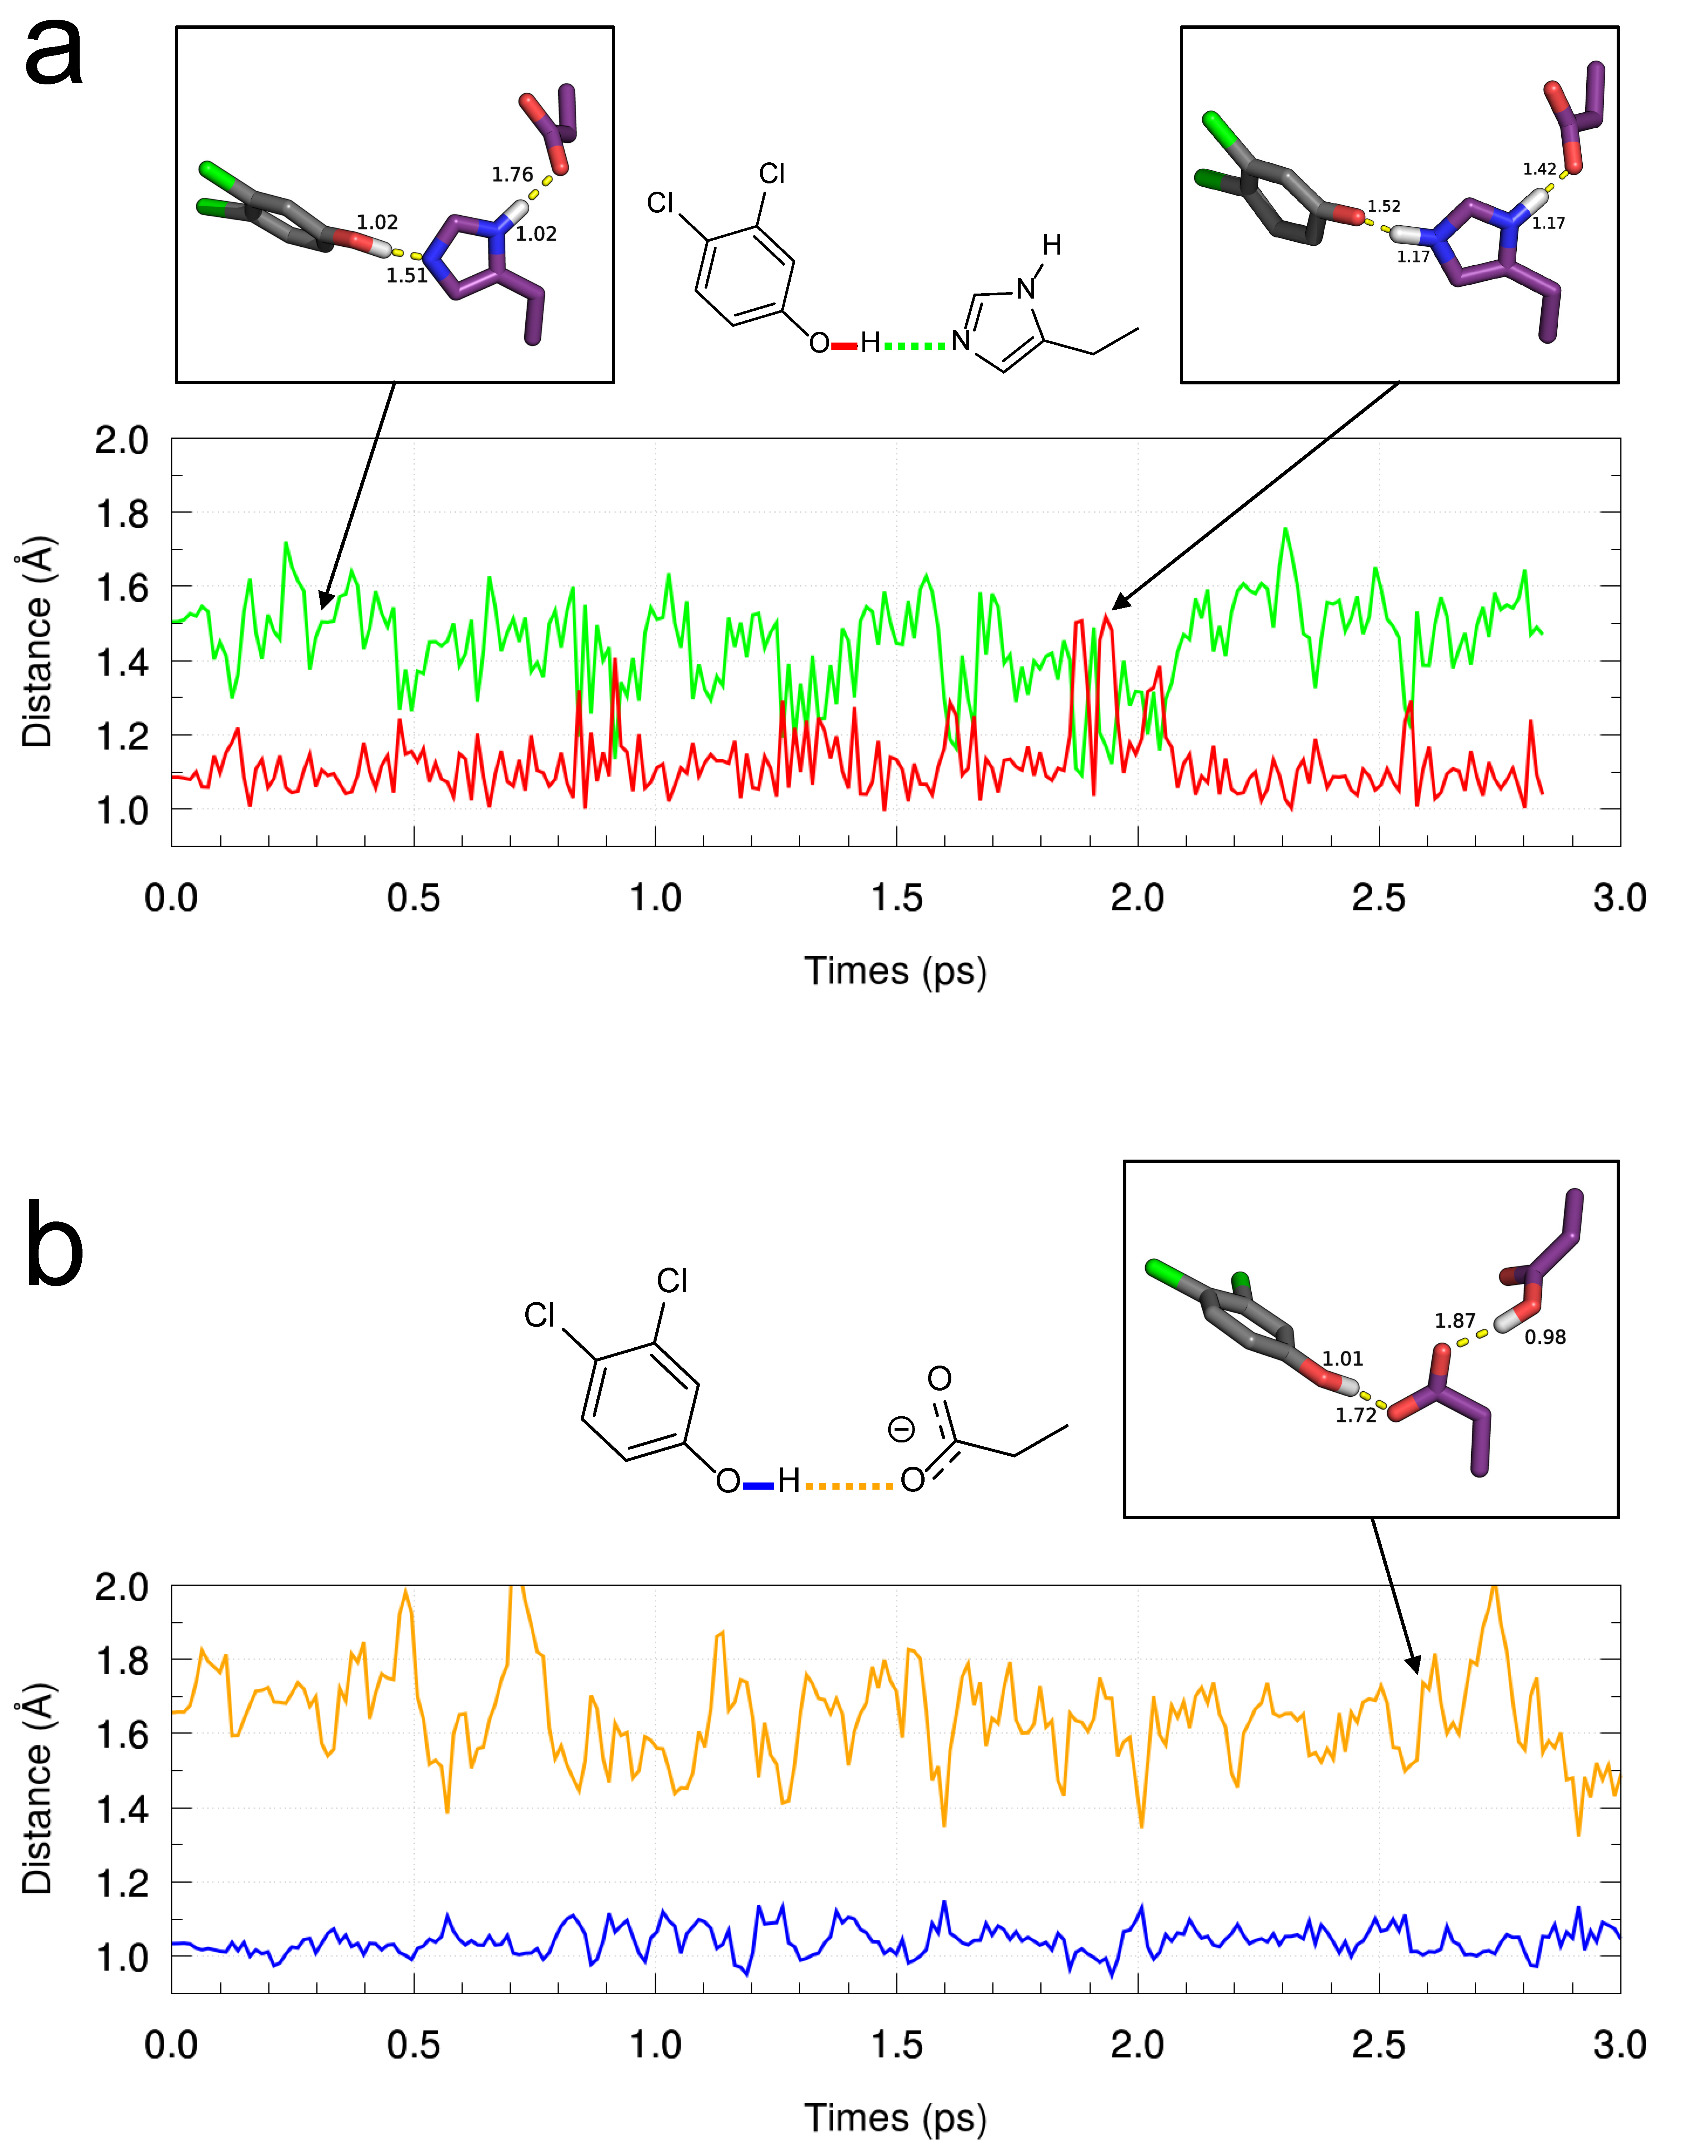 a
1.76
1.02
1.02
1.51
Cl
Cl
H
N
O H N
1.42
1.52
1.17
1.17
2.0
1.8
1.6
1.4
1.2
1.0
Distance (Å)
0.0 0.5 1.0 1.5 2.0 2.5 3.0
Times (ps)
b
Cl
Cl
O
⊖
O H O
1.87
0.98
1.01
1.72
2.0
1.8
1.6
1.4
1.2
1.0
Distance (Å)
0.0 0.5 1.0 1.5 2.0 2.5 3.0
Times (ps)